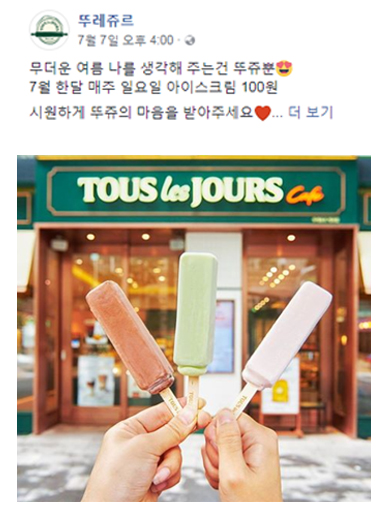 뚜레쥬르
7월 7일 오후 4:00 ·
무더운 여름 나를 생각해 주는건 뚜쥬뿐😍
7월 한달 매주 일요일 아이스크림 100원
시원하게 뚜쥬의 마음을 받아주세요❤️... 더 보기
TOUS les JOURS Cafe